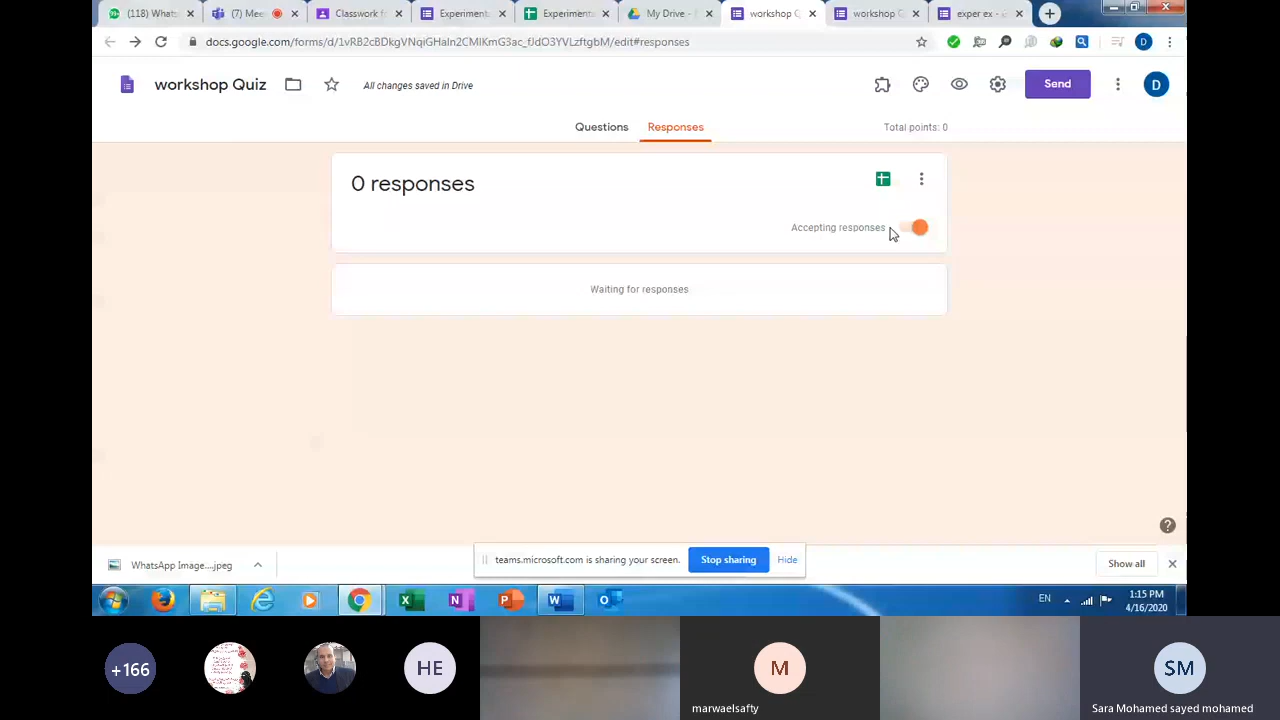 (118) Whats
(7) Mee
Classwork f
Experiment
Experimenta
My Drive -
workshop Q
workshop
exper ex - e
docs.google.com/forms/d/
/edit#responses
D
workshop Quiz
All changes saved in Drive
Send
D
Questions
Responses
Total points: 0
0 responses
Accepting responses
Waiting for responses
?
teams.microsoft.com is sharing your screen.
Stop sharing
Hide
WhatsApp Image....jpeg
Show all
EN
1:15 PM
4/16/2020
+166
HE
M
SM
marwaelsafty
Sara Mohamed sayed mohamed